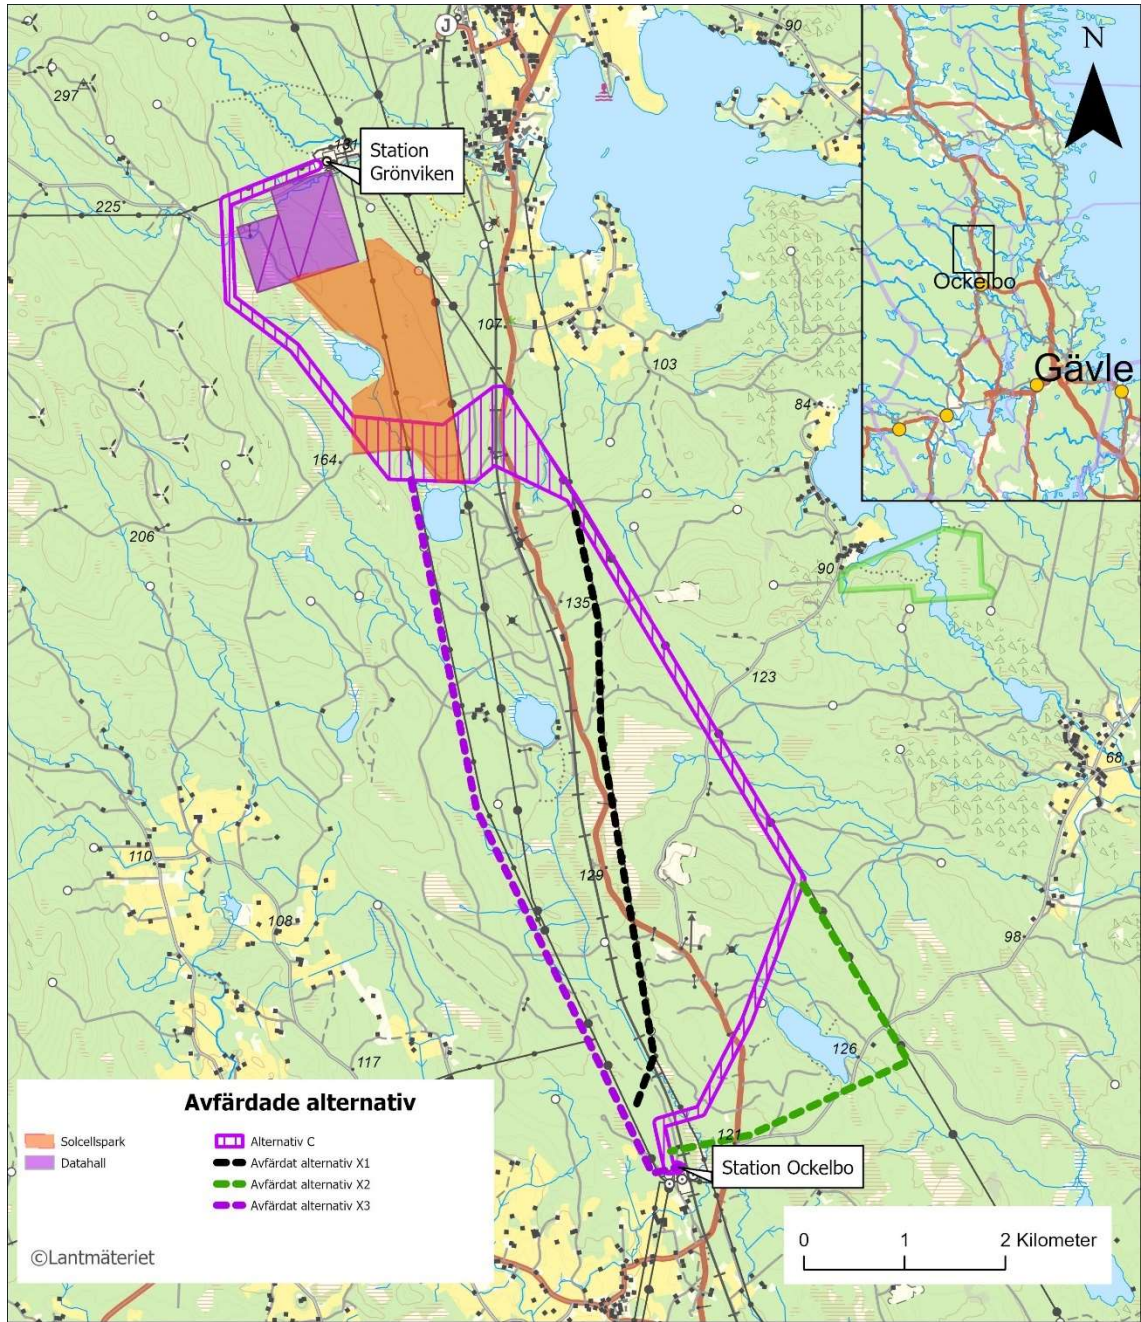 J
90
N
297
181
Station
Grönviken
225
Ockelbo
107
103
Gävle
84
164
206
90
135
123
68
110
129
108
98
126
117
Avfärdade alternativ
121
Solcellspark
Alternativ C
Datahall
Avfärdat alternativ X1
Station Ockelbo
Avfärdat alternativ X2
Avfärdat alternativ X3
0 1 2 Kilometer
©Lantmäteriet